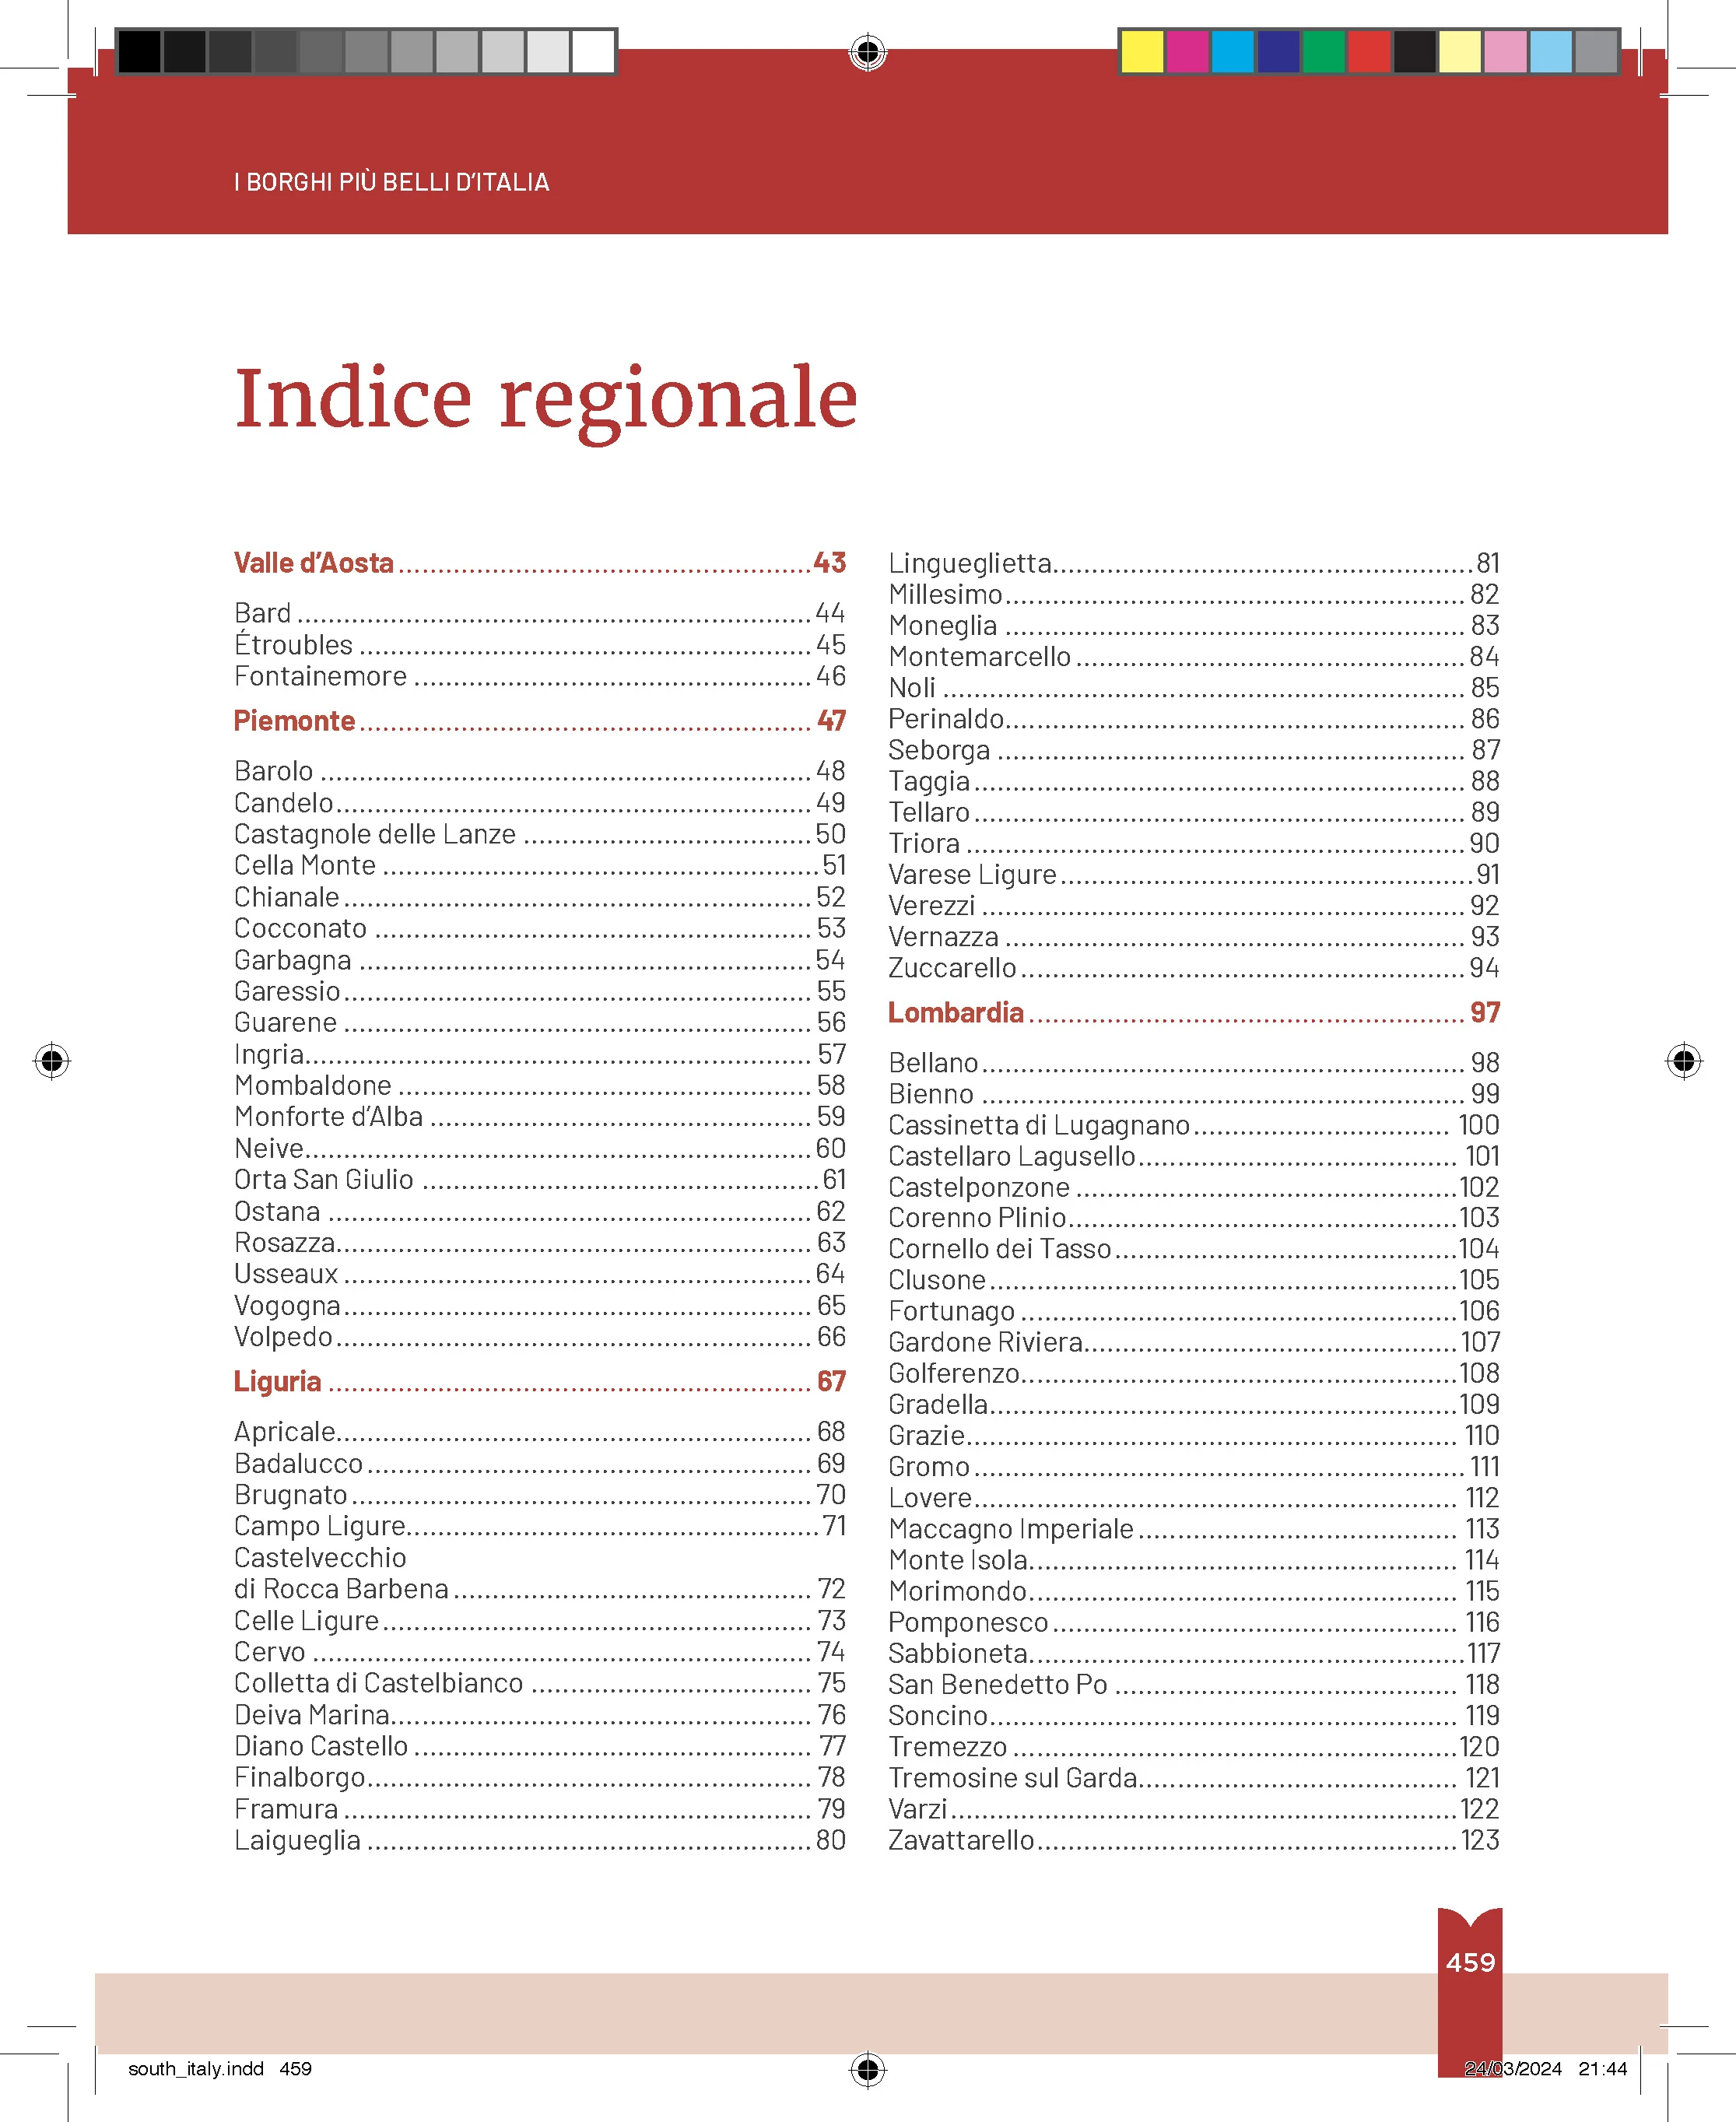 I BORGHI PIÙ BELLI D’ITALIA
Indice regionale
Valle d’Aosta 43
Bard 44
Étroubles 45
Fontainemore 46
Piemonte 47
Barolo 48
Candelo 49
Castagnole delle Lanze 50
Cella Monte 51
Chianale 52
Cocconato 53
Garbagna 54
Garessio 55
Guarene 56
Ingria 57
Mombaldone 58
Monforte d’Alba 59
Neive 60
Orta San Giulio 61
Ostana 62
Rosazza 63
Usseaux 64
Vogogna 65
Volpedo 66
Liguria 67
Apricale 68
Badalucco 69
Brugnato 70
Campo Ligure 71
Castelvecchio
di Rocca Barbena 72
Celle Ligure 73
Cervo 74
Colletta di Castelbianco 75
Deiva Marina 76
Diano Castello 77
Finalborgo 78
Framura 79
Laigueglia 80
Lingueglietta 81
Millesimo 82
Moneglia 83
Montemarcello 84
Noli 85
Perinaldo 86
Seborga 87
Taggia 88
Tellaro 89
Triora 90
Varese Ligure 91
Verezzi 92
Vernazza 93
Zuccarello 94
Lombardia 97
Bellano 98
Bienno 99
Cassinetta di Lugagnano 100
Castellaro Lagusello 101
Castelponzone 102
Corenno Plinio 103
Cornello dei Tasso 104
Clusone 105
Fortunago 106
Gardone Riviera 107
Golferenzo 108
Gradella 109
Grazie 110
Gromo 111
Lovere 112
Maccagno Imperiale 113
Monte Isola 114
Morimondo 115
Pomponesco 116
Sabbioneta 117
San Benedetto Po 118
Soncino 119
Tremezzo 120
Tremosine sul Garda 121
Varzi 122
Zavattarello 123
459
south_italy.indd 459
24/03/2024 21:44